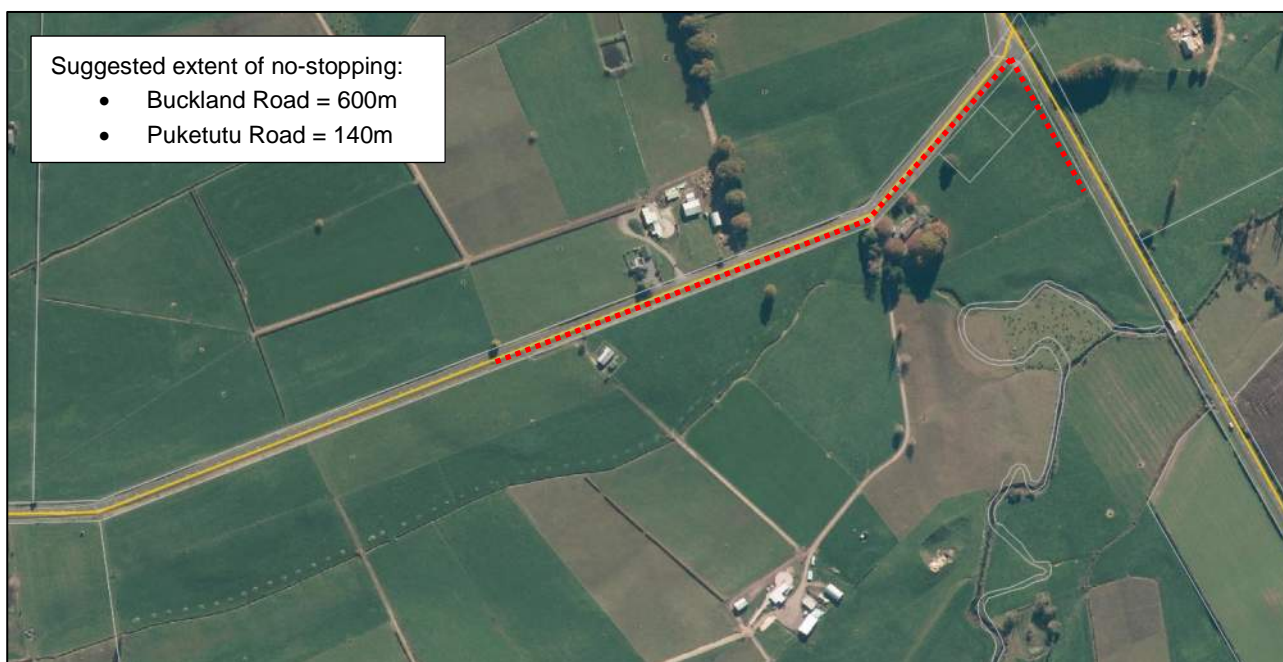 Suggested extent of no-stopping:
• Buckland Road = 600m
• Puketutu Road = 140m